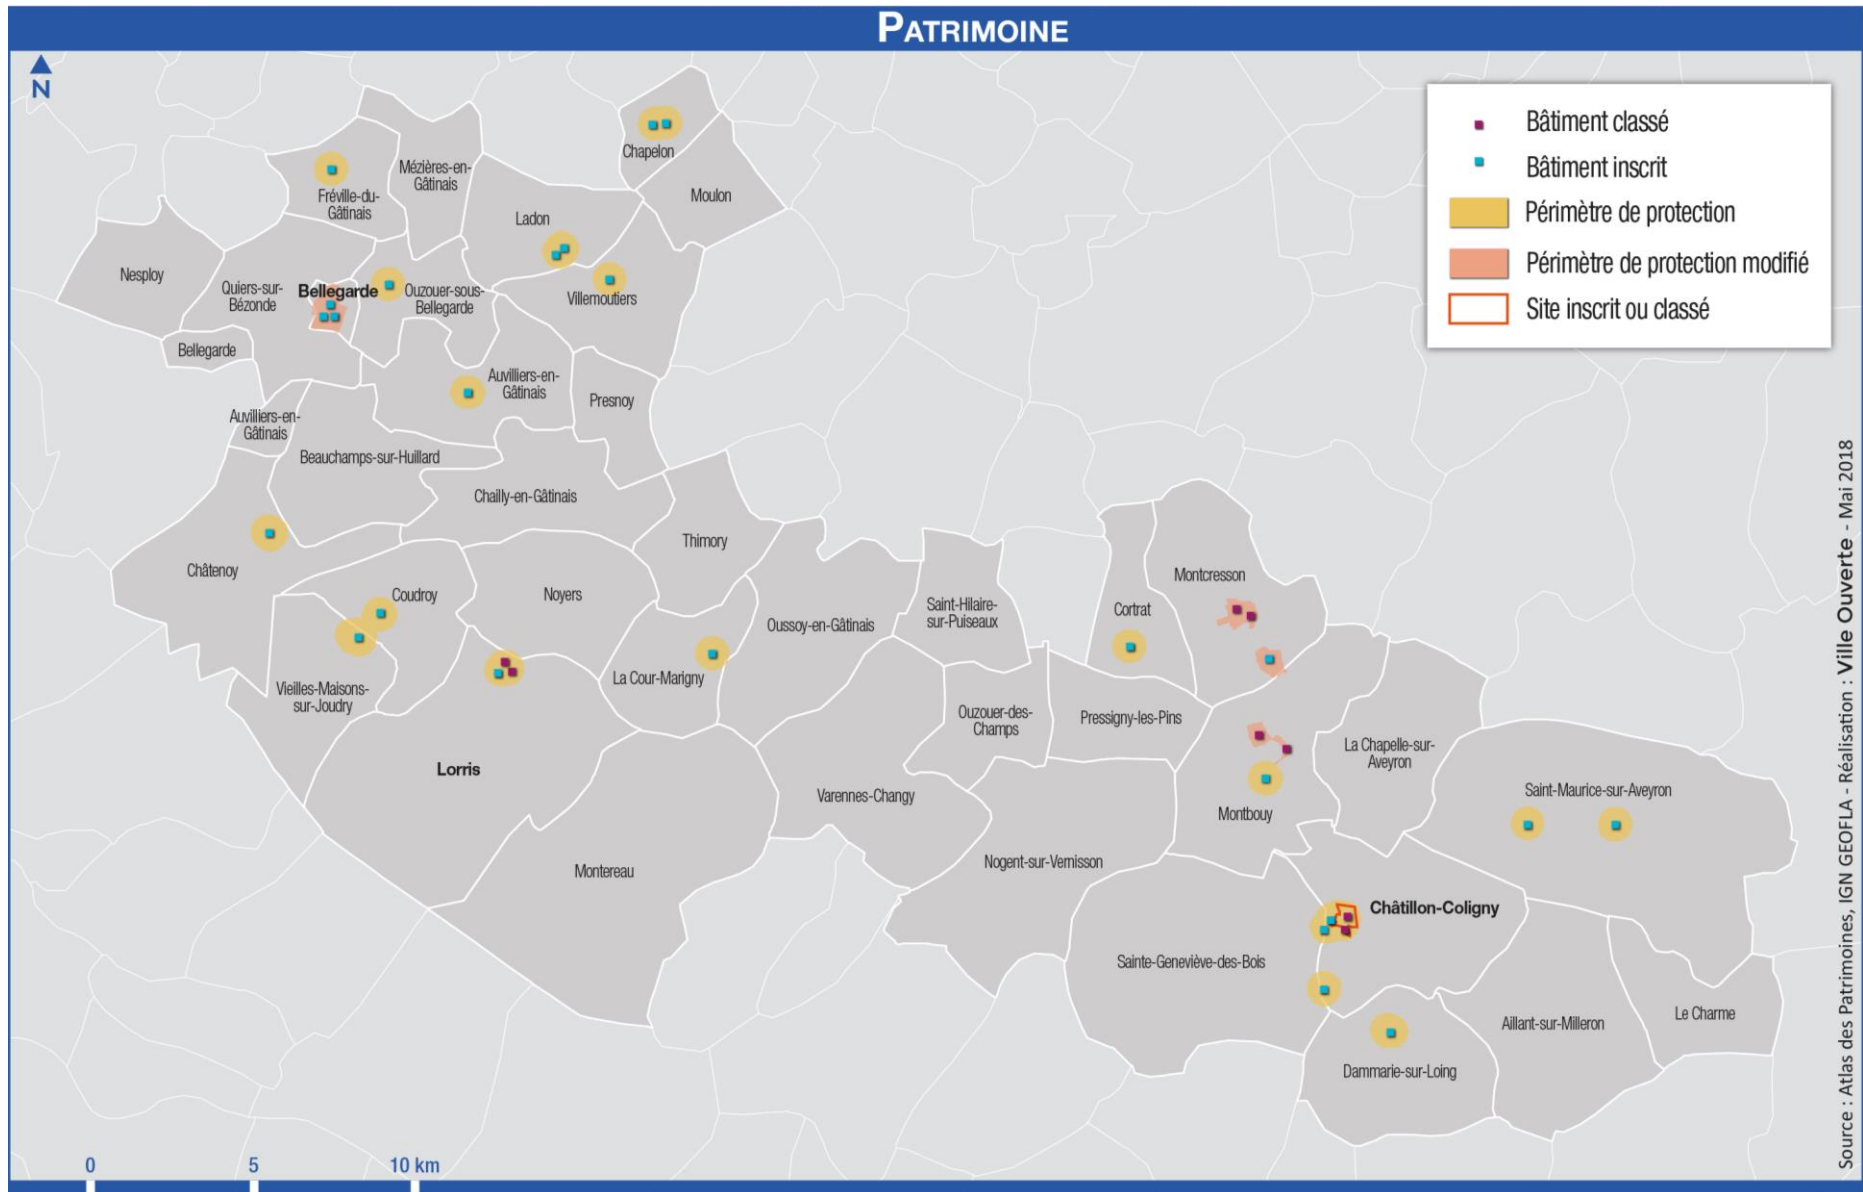 PATRIMOINE
N
Bâtiment classé
Bâtiment inscrit
Périmètre de protection
Périmètre de protection modifié
Site inscrit ou classé
Chapelon
Moulon
Mézières-en-
Gâtinais
Fréville-du-
Gâtinais
Ladon
Nesploy
Quiers-sur-
Bézonde
Bellegarde
Ouzouer-sous-
Bellegarde
Villemoutiers
Bellegarde
Auvilliers-en-
Gâtinais
Presnoy
Auvilliers-en-
Gâtinais
Beauchamps-sur-Huillard
Chailly-en-Gâtinais
Thimory
Châtenoy
Coudroy
Noyers
Oussoy-en-Gâtinais
Saint-Hilaire-
sur-Puiseaux
Cortrat
Montcresson
La Cour-Marigny
Vieilles-Maisons-
sur-Joudry
Ouzouer-des-
Champs
Pressigny-les-Pins
La Chapelle-sur-
Aveyron
Lorris
Varennes-Changy
Montbouy
Saint-Maurice-sur-Aveyron
Montereau
Nogent-sur-Vernisson
Châtillon-Coligny
Sainte-Geneviève-des-Bois
Aillant-sur-Milleron
Le Charme
Dammarie-sur-Loing
0 5 10 km
Source : Atlas des Patrimoines, IGN GEOFLA - Réalisation : Ville Ouverte - Mai 2018